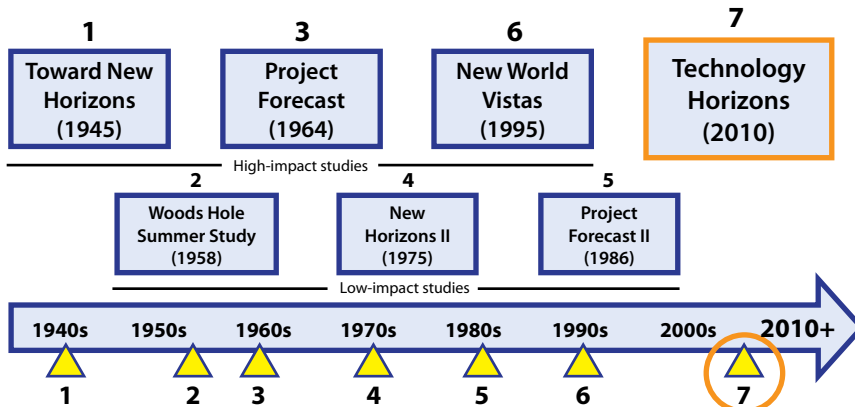 1
3
6
7
Toward New
Horizons
(1945)
Project
Forecast
(1964)
New World
Vistas
(1995)
Technology
Horizons
(2010)
High-impact studies
2
4
5
Woods Hole
Summer Study
(1958)
New
Horizons II
(1975)
Project
Forecast II
(1986)
Low-impact studies
1940s 1950s 1960s 1970s 1980s 1990s 2000s 2010+
1 2 3 4 5 6 7